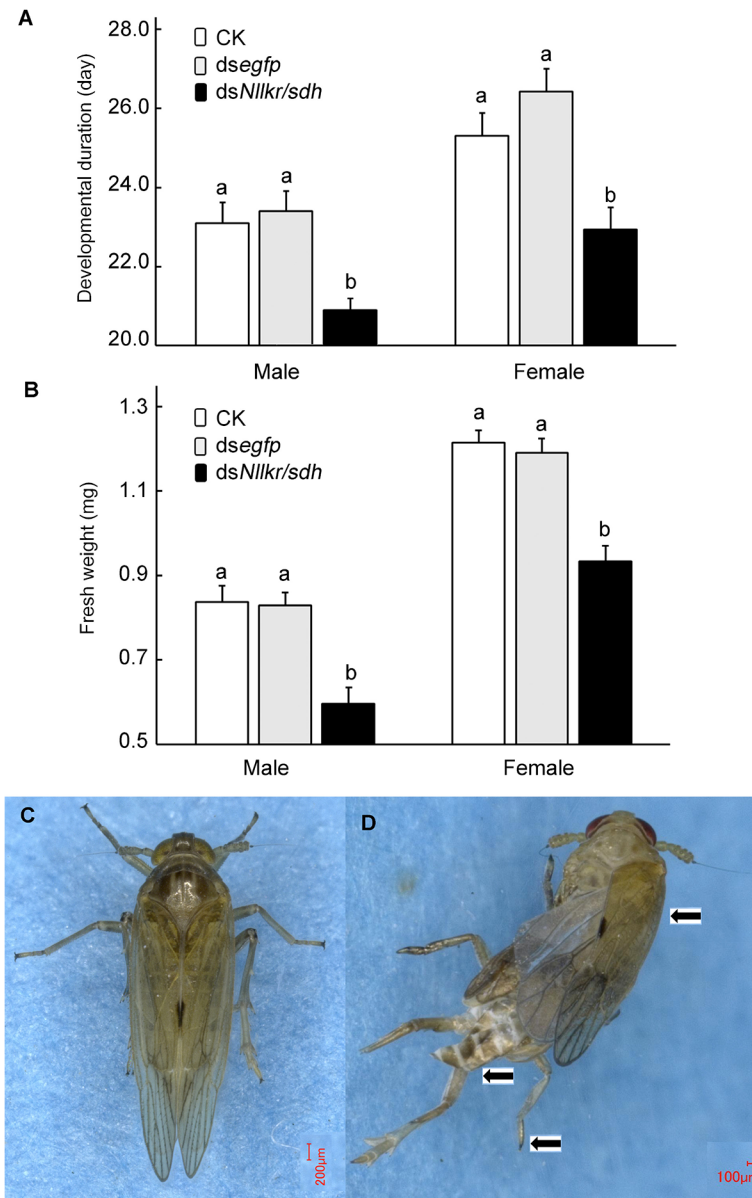 A
Developmental duration (day)
28.0
26.0
24.0
22.0
20.0
CK
dsegfp
dsNllkr/sdh
a
a
b
a
a
b
Male
Female
B
Fresh weight (mg)
1.3
1.1
0.9
0.7
0.5
CK
dsegfp
dsNllkr/sdh
a
a
b
a
a
b
Male
Female
C
D
200μm
100μm